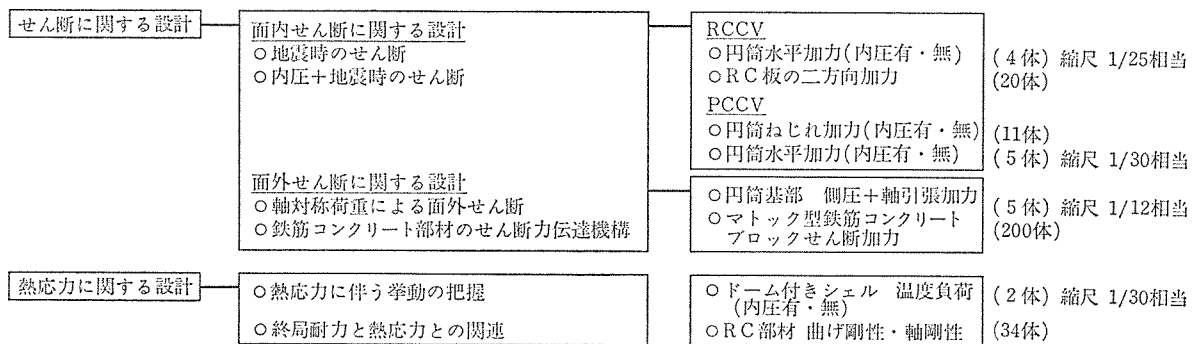 せん断に関する設計
面内せん断に関する設計
○地震時のせん断
○内圧＋地震時のせん断
RCCV
○円筒水平加力(内圧有・無)
(4体) 縮尺 1/25相当
○RC板の二方向加力
(20体)
PCCV
○円筒ねじれ加力(内圧有・無)
(11体)
○円筒水平加力(内圧有・無)
(5体) 縮尺 1/30相当
面外せん断に関する設計
○軸対称荷重による面外せん断
○鉄筋コンクリート部材のせん断力伝達機構
○円筒基部 側圧＋軸引張加力
(5体) 縮尺 1/12相当
○マトック型鉄筋コンクリート
ブロックせん断加力
(200体)
熱応力に関する設計
○熱応力に伴う挙動の把握
○終局耐力と熱応力との関連
○ドーム付きシェル 温度負荷
(内圧有・無)
(2体) 縮尺 1/30相当
○RC部材 曲げ剛性・軸剛性
(34体)